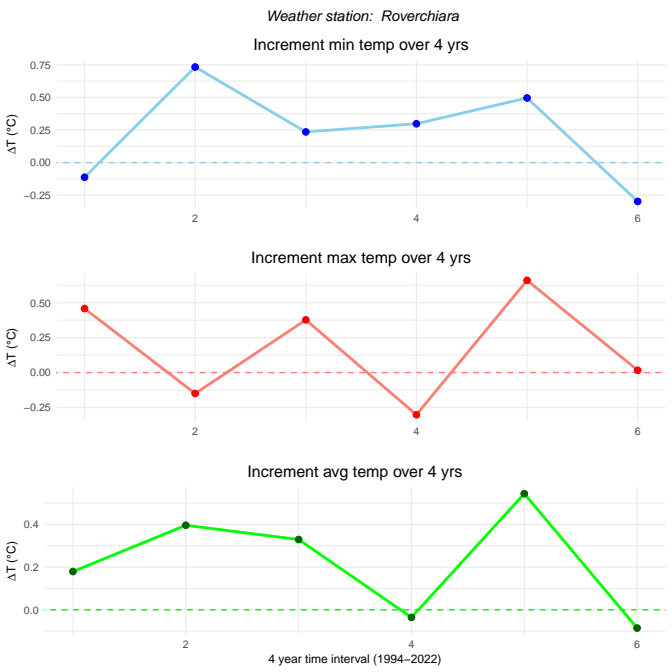 Weather station:  Roverchiara
Increment min temp over 4 yrs
0.75
0.50
0.25
0.00
−0.25
ΔT (°C)
2 4 6
Increment max temp over 4 yrs
0.50
0.25
0.00
−0.25
ΔT (°C)
2 4 6
Increment avg temp over 4 yrs
0.4
0.2
0.0
ΔT (°C)
2 4 6
4 year time interval (1994–2022)